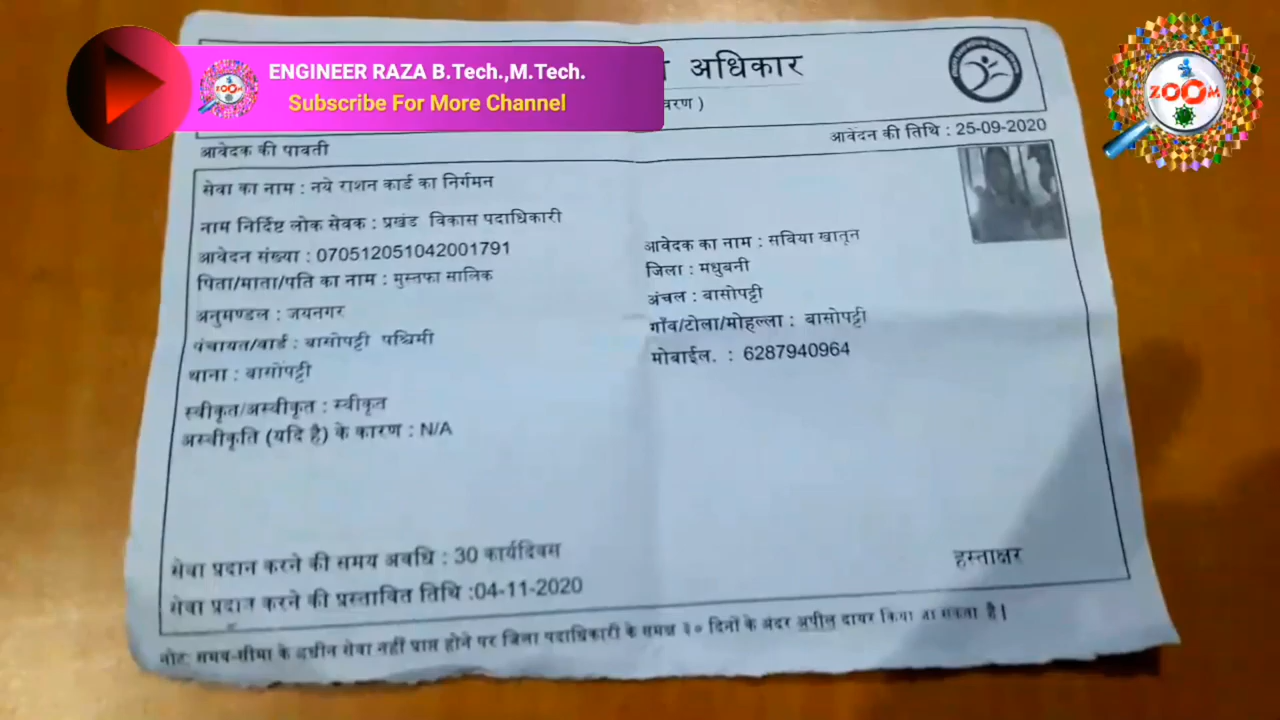 ENGINEER RAZA B.Tech.,M.Tech.
Subscribe For More Channel
ZOOM
ZOOM
अधिकार
आवेदक की पावती
आवेदन की तिथि : 25-09-2020
सेवा का नाम : नये राशन कार्ड का निर्गमन
नाम निर्दिष्ट लोक सेवक : प्रखंड विकास पदाधिकारी
आवेदन संख्या : 070512051042001791
आवेदक का नाम : सविया खातून
पिता/माता/पति का नाम : मुस्तफा सालिक
जिला : मधुबनी
अनुमण्डल : जयनगर
अंचल : बासोपट्टी
पंचायत/वार्ड : बासोपट्टी पश्चिमी
गाँव/टोला/मोहल्ला : बासोपट्टी
थाना : बासोपट्टी
मोबाईल. : 6287940964
स्वीकृत/अस्वीकृत : स्वीकृत
अस्वीकृति (यदि है) के कारण : N/A
सेवा प्रदान करने की समय अवधि : 30 कार्यदिवस
हस्ताक्षर
सेवा प्रदान करने की प्रस्तावित तिथि :04-11-2020
नोट: समय-सीमा के अधीन सेवा नहीं प्राप्त होने पर जिला पदाधिकारी के समक्ष ३० दिनों के अंदर अपील दायर किया जा सकता है |